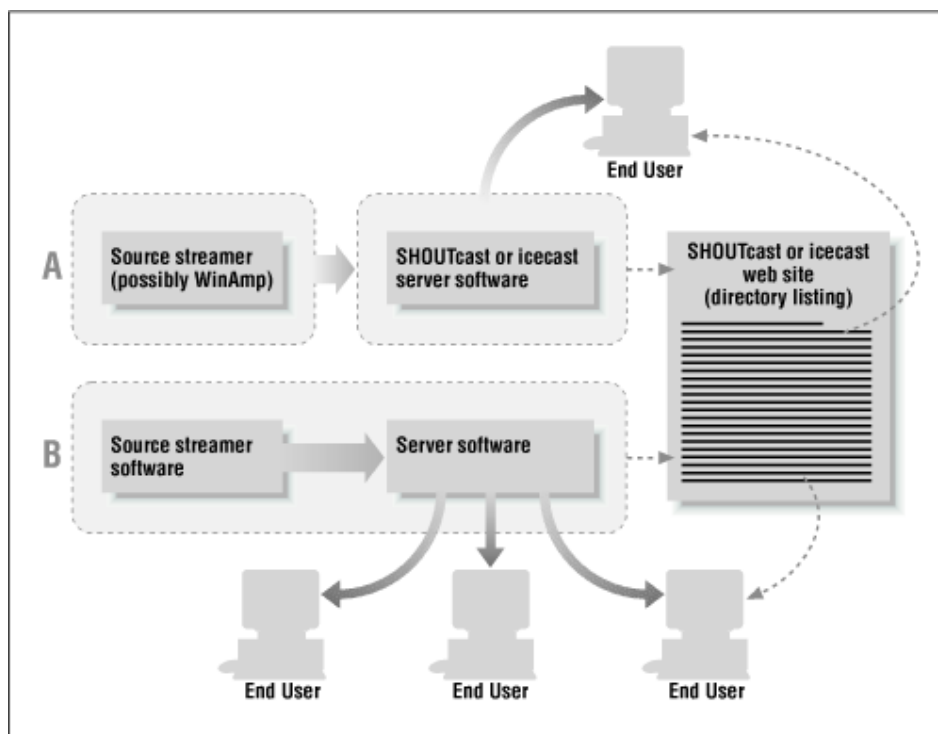 End User
A
Source streamer
(possibly WinAmp)
SHOUTcast or icecast
server software
SHOUTcast or icecast
web site
(directory listing)
B
Source streamer
software
Server software
End User
End User
End User